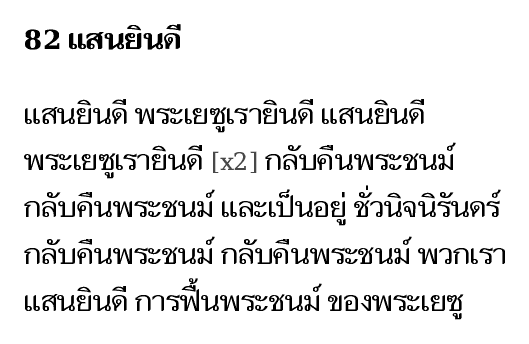 82 แสนยินดี
แสนยินดี พระเยซูเรายินดี แสนยินดี
พระเยซูเรายินดี [x2] กลับคืนพระชนม์
กลับคืนพระชนม์ และเป็นอยู่ ชั่วนิจนิรันดร์
กลับคืนพระชนม์ กลับคืนพระชนม์ พวกเรา
แสนยินดี การฟื้นพระชนม์ ของพระเยซู